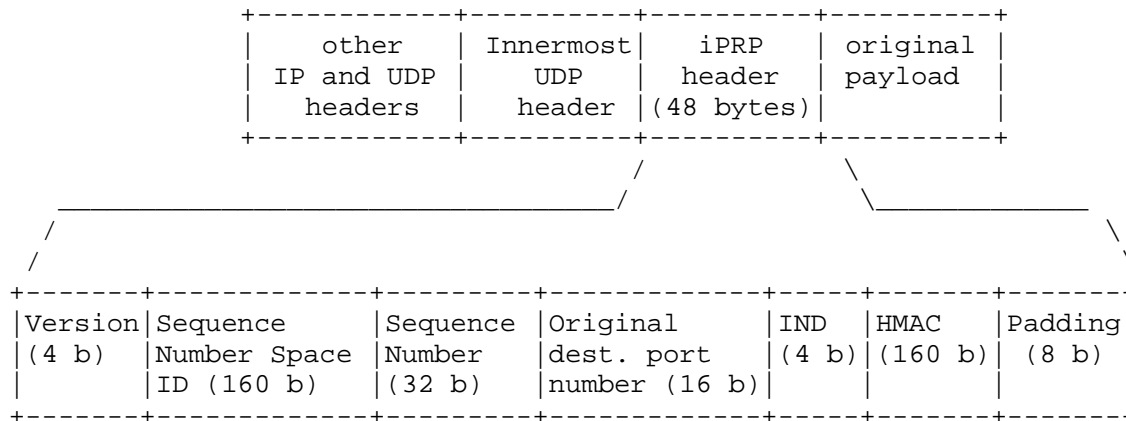 other Innermost iPRP original
IP and UDP UDP header payload
headers header (48 bytes)
Version Sequence Sequence Original IND HMAC Padding
(4 b) Number Space Number dest. port (4 b) (160 b) (8 b)
ID (160 b) (32 b) number (16 b)